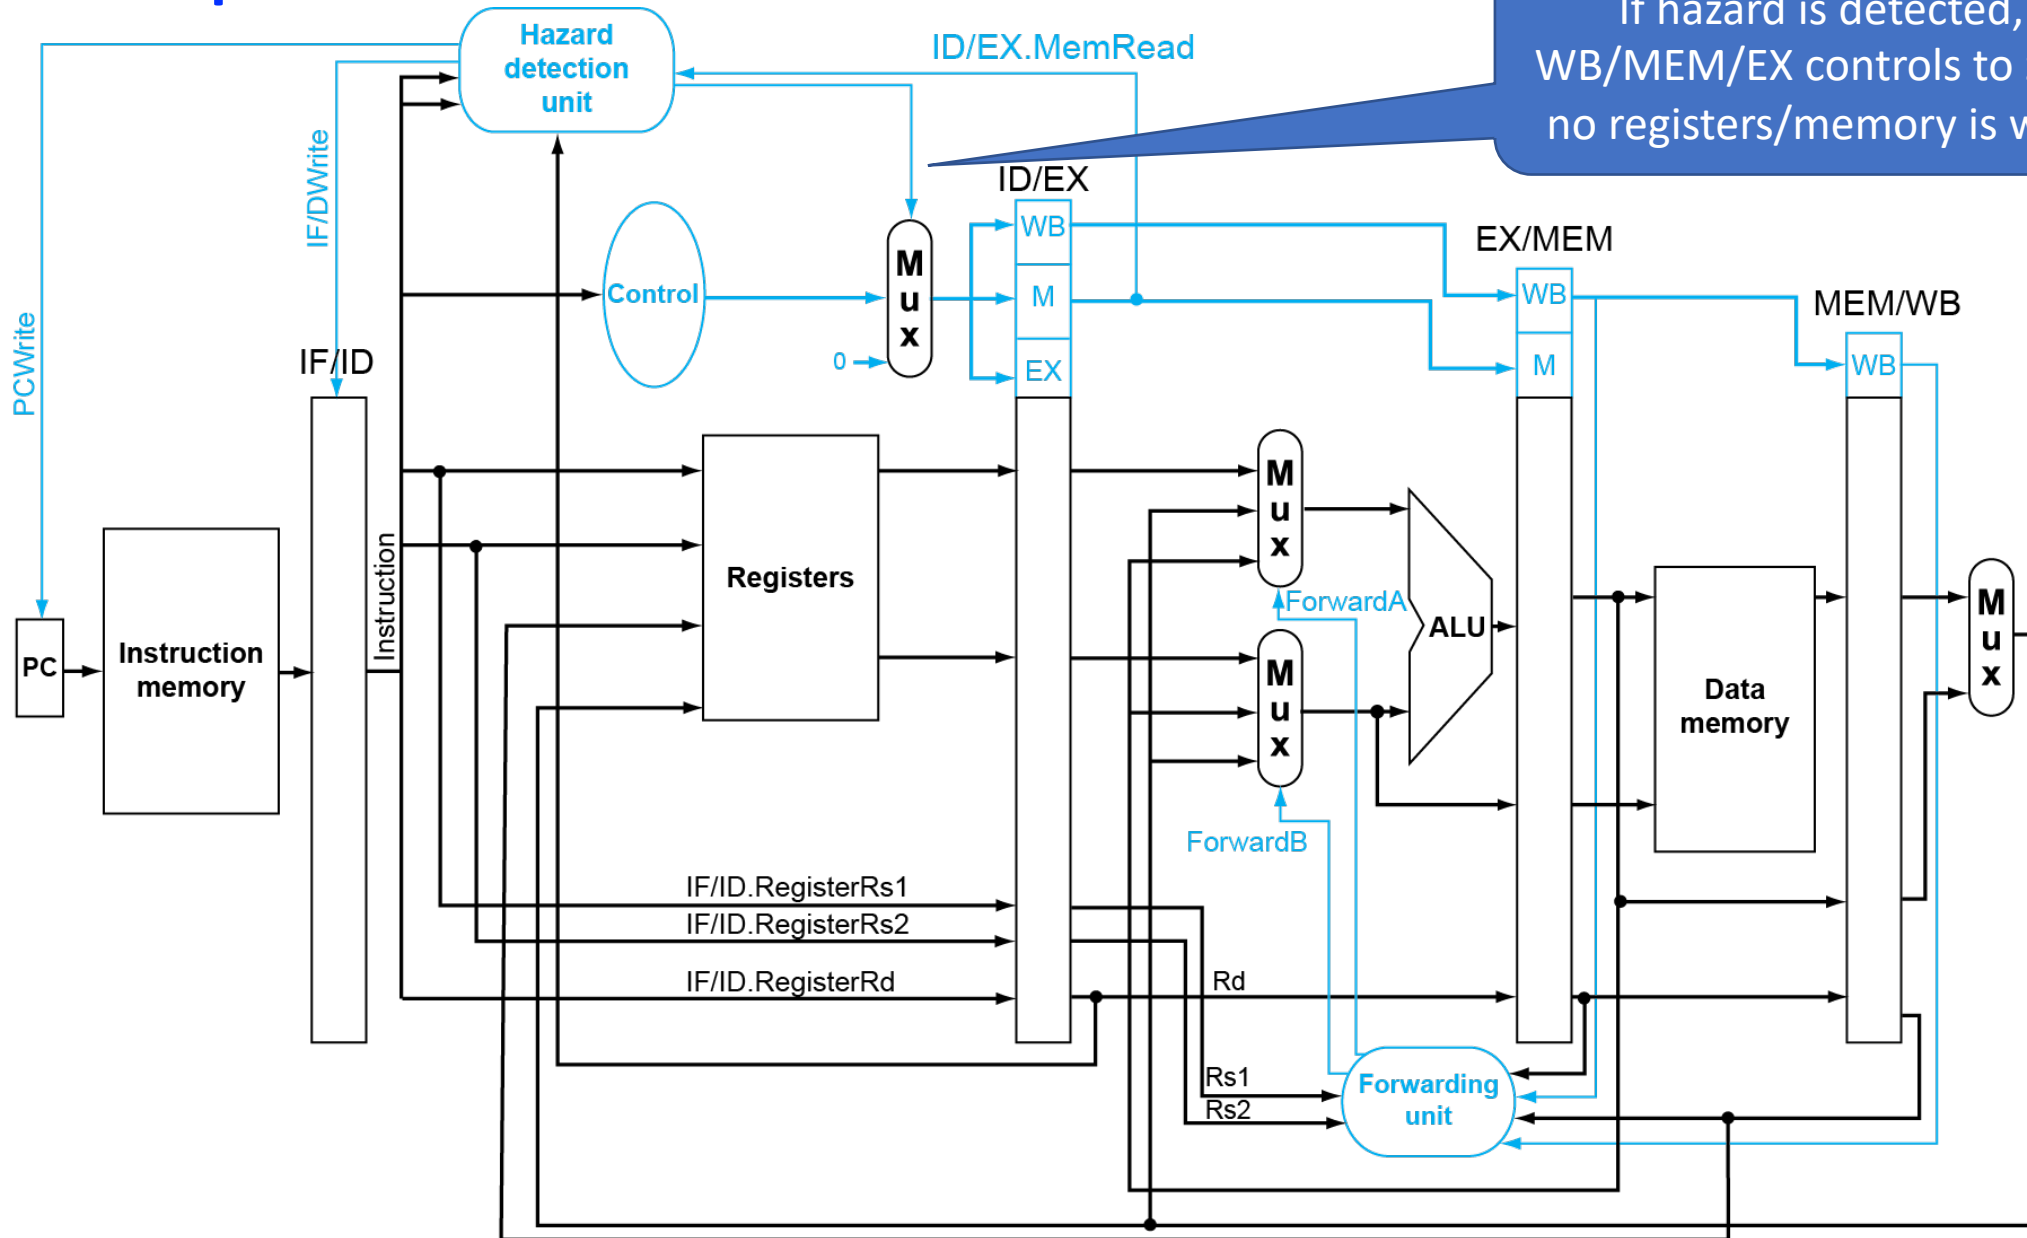 If hazard is detected,
WB/MEM/EX controls to
no registers/memory is
Hazard
detection
unit
ID/EX.MemRead
IF/DWrite
PCWrite
ID/EX
WB
M
EX
Control
M
u
x
0
EX/MEM
WB
M
MEM/WB
WB
IF/ID
Instruction
PC
Instruction
memory
Registers
M
u
x
ForwardA
M
u
x
ForwardB
ALU
Data
memory
M
u
x
IF/ID.RegisterRs1
IF/ID.RegisterRs2
IF/ID.RegisterRd
Rd
Rs1
Rs2
Forwarding
unit